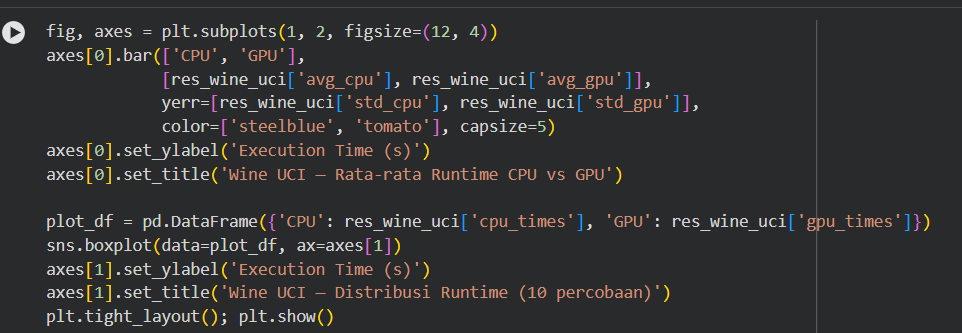 fig, axes = plt.subplots(1, 2, figsize=(12, 4))
axes[0].bar(['CPU', 'GPU'],
            [res_wine_uci['avg_cpu'], res_wine_uci['avg_gpu']],
            yerr=[res_wine_uci['std_cpu'], res_wine_uci['std_gpu']],
            color=['steelblue', 'tomato'], capsize=5)
axes[0].set_ylabel('Execution Time (s)')
axes[0].set_title('Wine UCI — Rata-rata Runtime CPU vs GPU')

plot_df = pd.DataFrame({'CPU': res_wine_uci['cpu_times'], 'GPU': res_wine_uci['gpu_times']})
sns.boxplot(data=plot_df, ax=axes[1])
axes[1].set_ylabel('Execution Time (s)')
axes[1].set_title('Wine UCI — Distribusi Runtime (10 percobaan)')
plt.tight_layout(); plt.show()